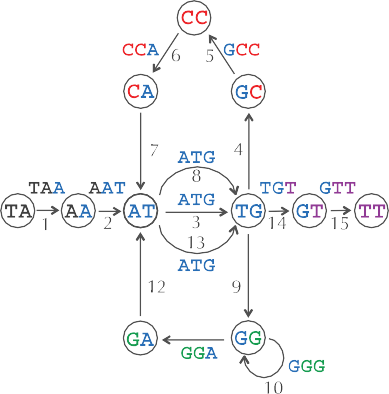 CC
CCA 6 5 GCC
CA GC
7 ATG 4
8
TAA AAT ATG TGT GTT
TA AA AT TG GT TT
1 2 3 14 15
13
ATG
12 9
GA GG
GGA GGG
10